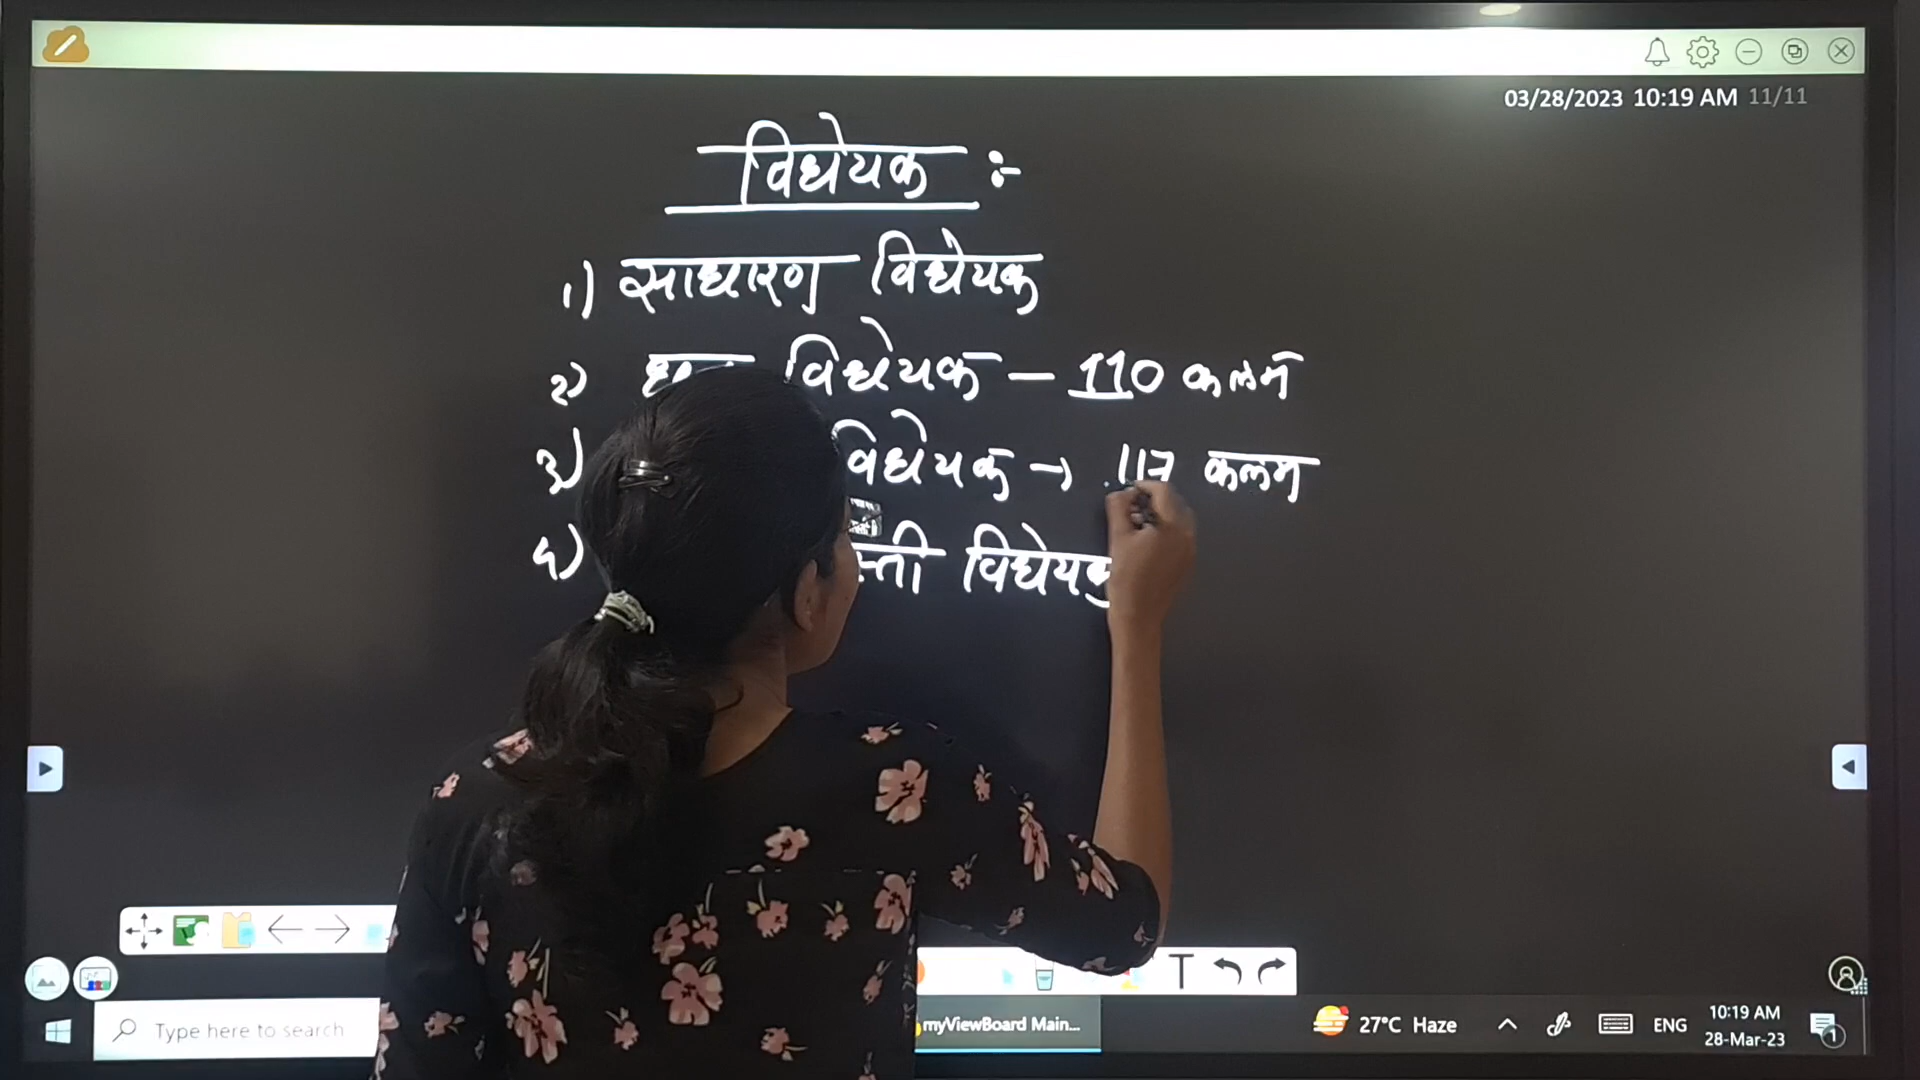 03/28/2023 10:19 AM 11/11
विधेयक :-
1) साधारण विधेयक
2) विधेयक – 110 कलम
3) विधेयक → 117 कलम
4) विधेयक
T
Type here to search
myViewBoard Main...
27°C Haze
ENG
10:19 AM
28-Mar-23
1